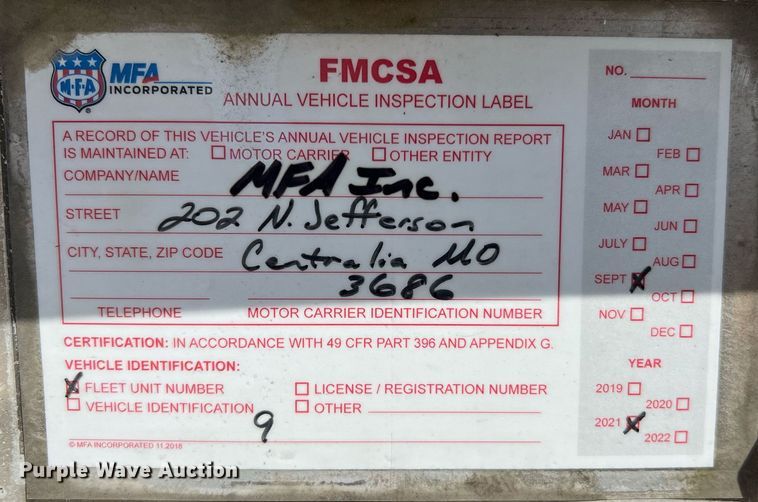 MFA
MFA INCORPORATED
FMCSA
ANNUAL VEHICLE INSPECTION LABEL
A RECORD OF THIS VEHICLE'S ANNUAL VEHICLE INSPECTION REPORT
IS MAINTAINED AT: ☐ MOTOR CARRIER ☐ OTHER ENTITY
COMPANY/NAME MFA Inc.
STREET 202 N. Jefferson
CITY, STATE, ZIP CODE Centralia MO
3686
TELEPHONE MOTOR CARRIER IDENTIFICATION NUMBER
CERTIFICATION: IN ACCORDANCE WITH 49 CFR PART 396 AND APPENDIX G.
VEHICLE IDENTIFICATION:
☒ FLEET UNIT NUMBER ☐ LICENSE / REGISTRATION NUMBER
☐ VEHICLE IDENTIFICATION ☐ OTHER
9
© MFA INCORPORATED 11.2018
NO.
MONTH
JAN ☐
FEB ☐
MAR ☐
APR ☐
MAY ☐
JUN ☐
JULY ☐
AUG ☐
SEPT ☒
OCT ☐
NOV ☐
DEC ☐
YEAR
2019 ☐
2020 ☐
2021 ☒
2022 ☐
Purple Wave Auction